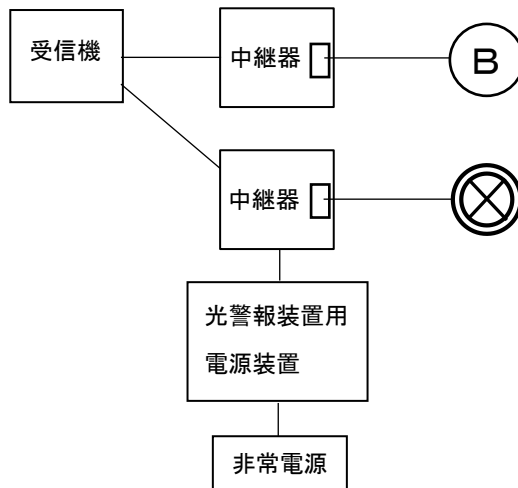 受信機
中継器
B
中継器
光警報装置用
電源装置
非常電源